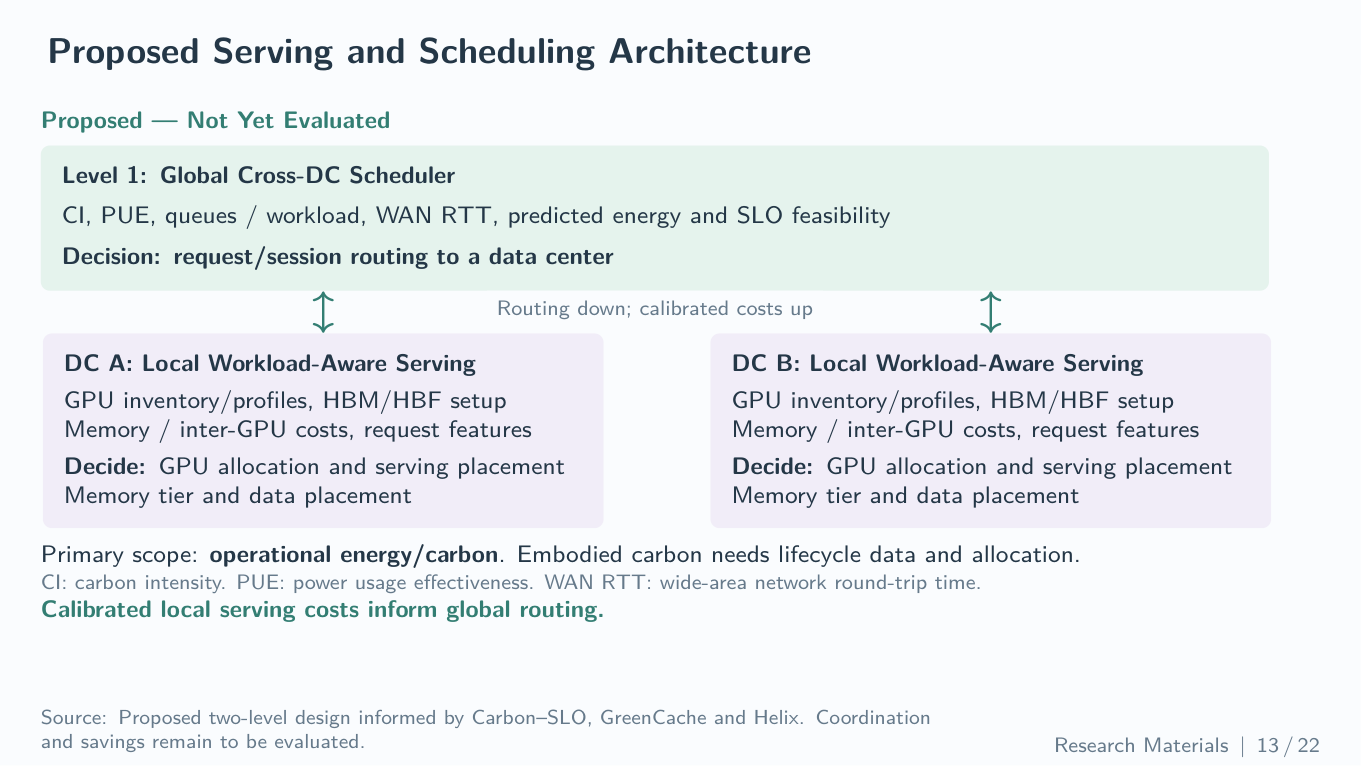 Proposed Serving and Scheduling Architecture
Proposed — Not Yet Evaluated
Level 1: Global Cross-DC Scheduler
CI, PUE, queues / workload, WAN RTT, predicted energy and SLO feasibility
Decision: request/session routing to a data center
Routing down; calibrated costs up
DC A: Local Workload-Aware Serving
GPU inventory/profiles, HBM/HBF setup
Memory / inter-GPU costs, request features
Decide: GPU allocation and serving placement
Memory tier and data placement
DC B: Local Workload-Aware Serving
GPU inventory/profiles, HBM/HBF setup
Memory / inter-GPU costs, request features
Decide: GPU allocation and serving placement
Memory tier and data placement
Primary scope: operational energy/carbon. Embodied carbon needs lifecycle data and allocation.
CI: carbon intensity. PUE: power usage effectiveness. WAN RTT: wide-area network round-trip time.
Calibrated local serving costs inform global routing.
Source: Proposed two-level design informed by Carbon–SLO, GreenCache and Helix. Coordination
and savings remain to be evaluated.
Research Materials | 13 / 22